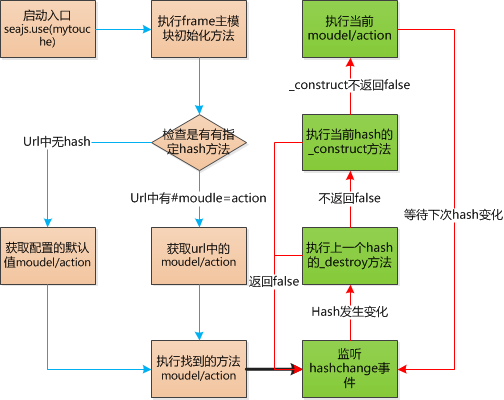 启动入口
seajs.use(mytou
che)
执行frame主模
块初始化方法
执行当前
moudel/action
_construct不返回false
Url中无hash
检查是有有指
定hash方法
执行当前hash的
_construct方法
Url中有#moudle=action
不返回false
等待下次hash变化
获取配置的默认
值moudel/action
获取url中的
moudel/action
执行上一个hash
的_destroy方法
返回false
Hash发生变化
执行找到的方法
moudel/action
监听
hashchange事
件